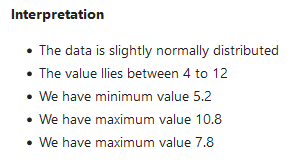 Interpretation
• The data is slightly normally distributed
• The value llies between 4 to 12
• We have minimum value 5.2
• We have maximum value 10.8
• We have maximum value 7.8